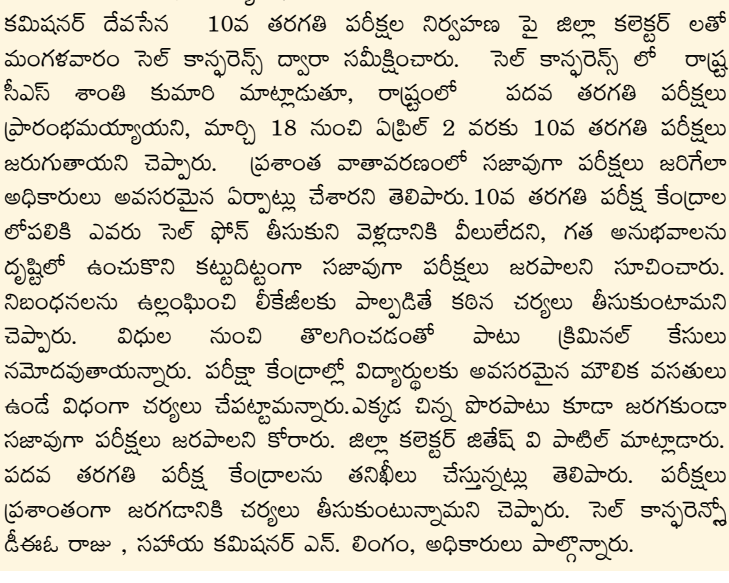 కమిషనర్ దేవసేన 10వ తరగతి పరీక్షల నిర్వహణ పై జిల్లా కలెక్టర్ లతో
మంగళవారం సెల్ కాన్ఫరెన్స్ ద్వారా సమీక్షించారు. సెల్ కాన్ఫరెన్స్ లో రాష్ట్ర
సీఎస్ శాంతి కుమారి మాట్లాడుతూ, రాష్ట్రంలో పదవ తరగతి పరీక్షలు
ప్రారంభమయ్యాయని, మార్చి 18 నుంచి ఏప్రిల్ 2 వరకు 10వ తరగతి పరీక్షలు
జరుగుతాయని చెప్పారు. ప్రశాంత వాతావరణంలో సజావుగా పరీక్షలు జరిగేలా
అధికారులు అవసరమైన ఏర్పాట్లు చేశారని తెలిపారు. 10వ తరగతి పరీక్ష కేంద్రాల
లోపలికి ఎవరు సెల్ ఫోన్ తీసుకుని వెళ్లడానికి వీలులేదని, గత అనుభవాలను
దృష్టిలో ఉంచుకొని కట్టుదిట్టంగా సజావుగా పరీక్షలు జరపాలని సూచించారు.
నిబంధనలను ఉల్లంఘించి లీకేజీలకు పాల్పడితే కఠిన చర్యలు తీసుకుంటామని
చెప్పారు. విధుల నుంచి తొలగించడంతో పాటు క్రిమినల్ కేసులు
నమోదవుతాయన్నారు. పరీక్షా కేంద్రాల్లో విద్యార్థులకు అవసరమైన మౌలిక వసతులు
ఉండే విధంగా చర్యలు చేపట్టామన్నారు.ఎక్కడ చిన్న పొరపాటు కూడా జరగకుండా
సజావుగా పరీక్షలు జరపాలని కోరారు. జిల్లా కలెక్టర్ జితేష్ వి పాటిల్ మాట్లాడారు.
పదవ తరగతి పరీక్ష కేంద్రాలను తనిఖీలు చేస్తున్నట్లు తెలిపారు. పరీక్షలు
ప్రశాంతంగా జరగడానికి చర్యలు తీసుకుంటున్నామని చెప్పారు. సెల్ కాన్ఫరెన్స్లో
డీఈఓ రాజు , సహాయ కమిషనర్ ఎన్. లింగం, అధికారులు పాల్గొన్నారు.